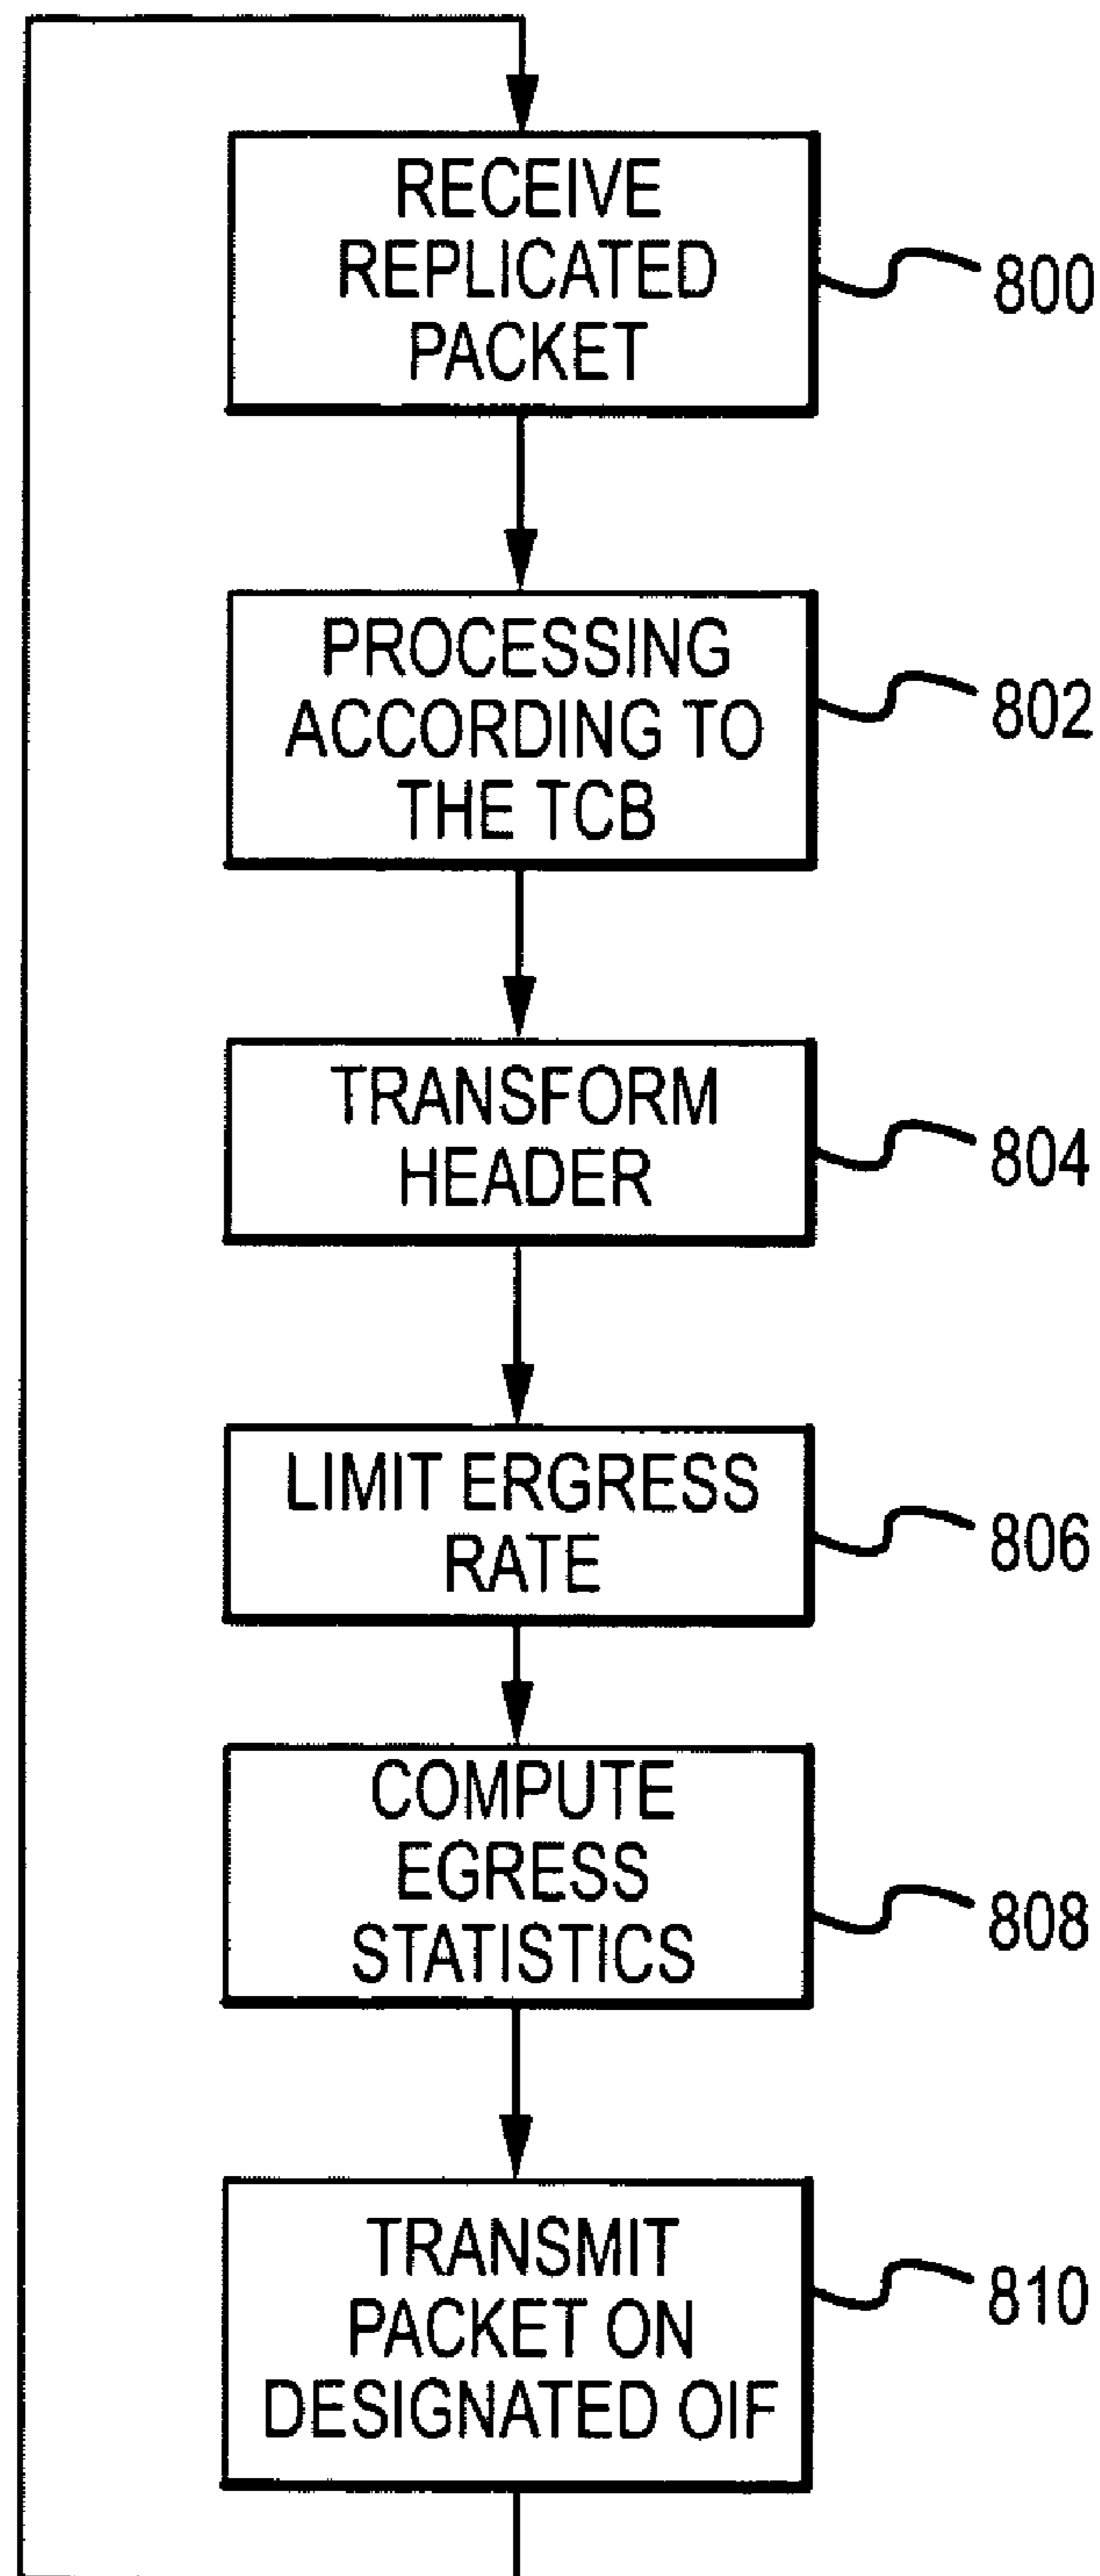 RECEIVE
REPLICATED
PACKET
800
PROCESSING
ACCORDING TO
THE TCB
802
TRANSFORM
HEADER
804
LIMIT ERGRESS
RATE
806
COMPUTE
EGRESS
STATISTICS
808
TRANSMIT
PACKET ON
DESIGNATED OIF
810